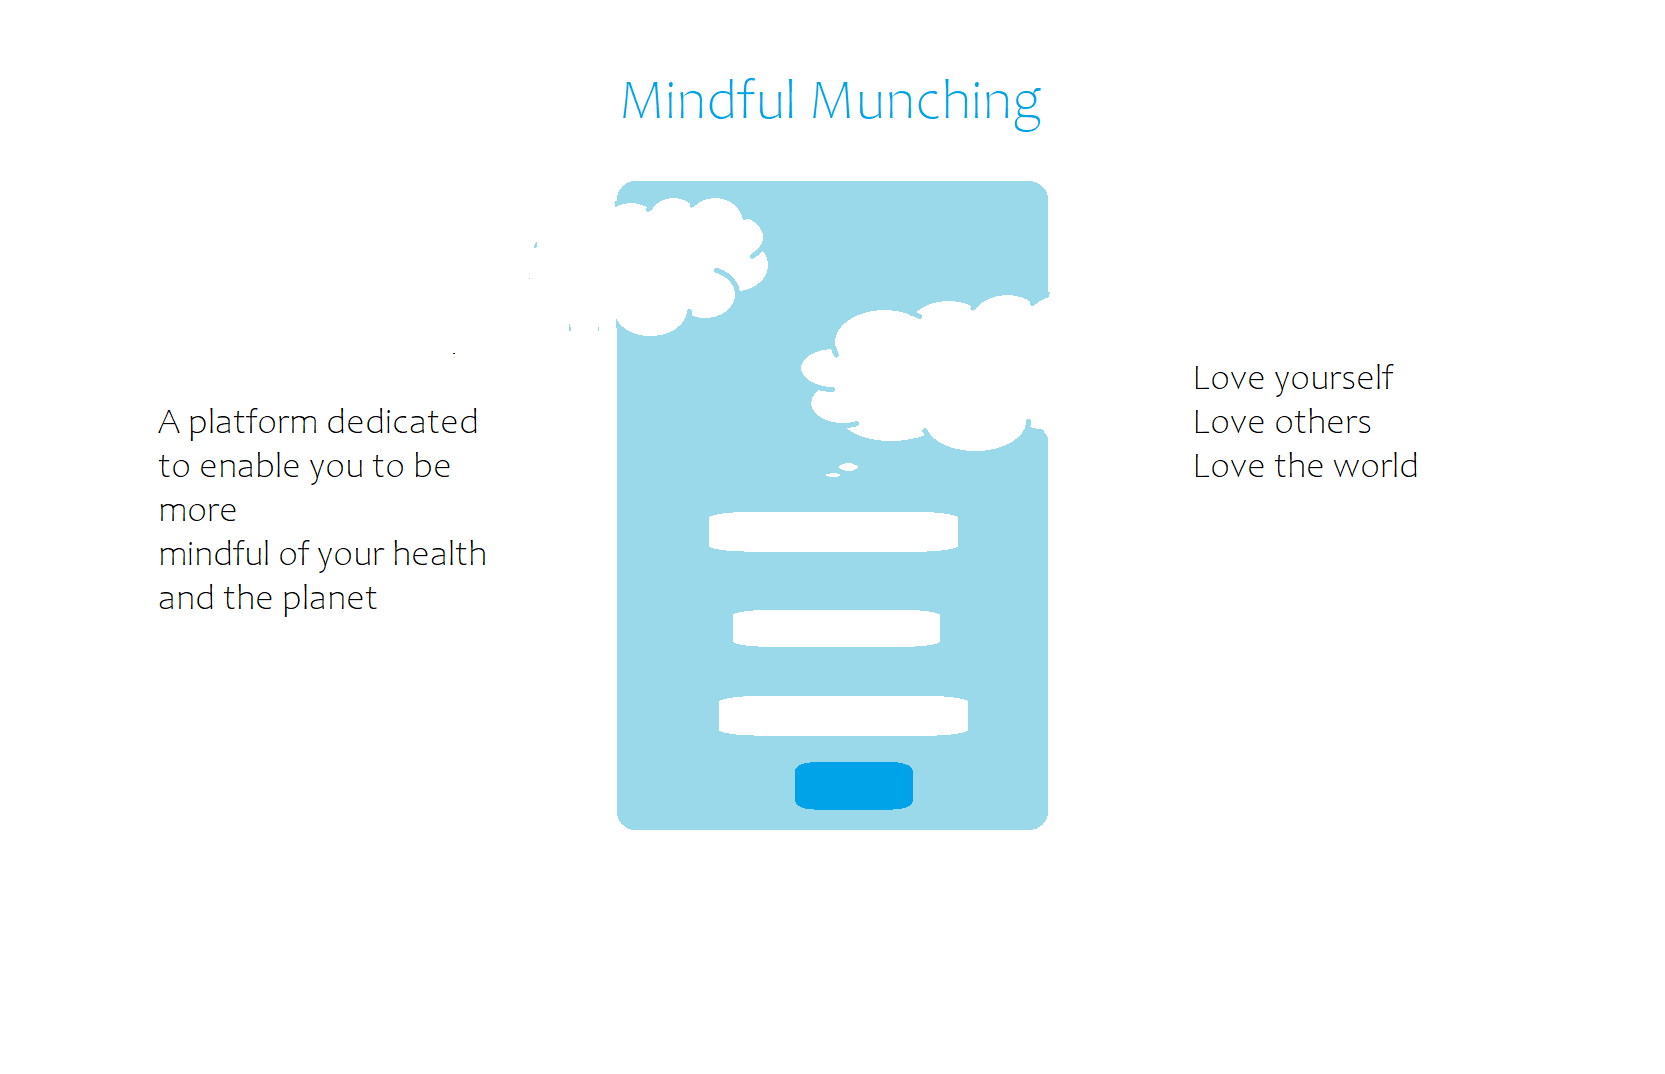 Mindful Munching
A platform dedicated
to enable you to be
more
mindful of your health
and the planet
Love yourself
Love others
Love the world